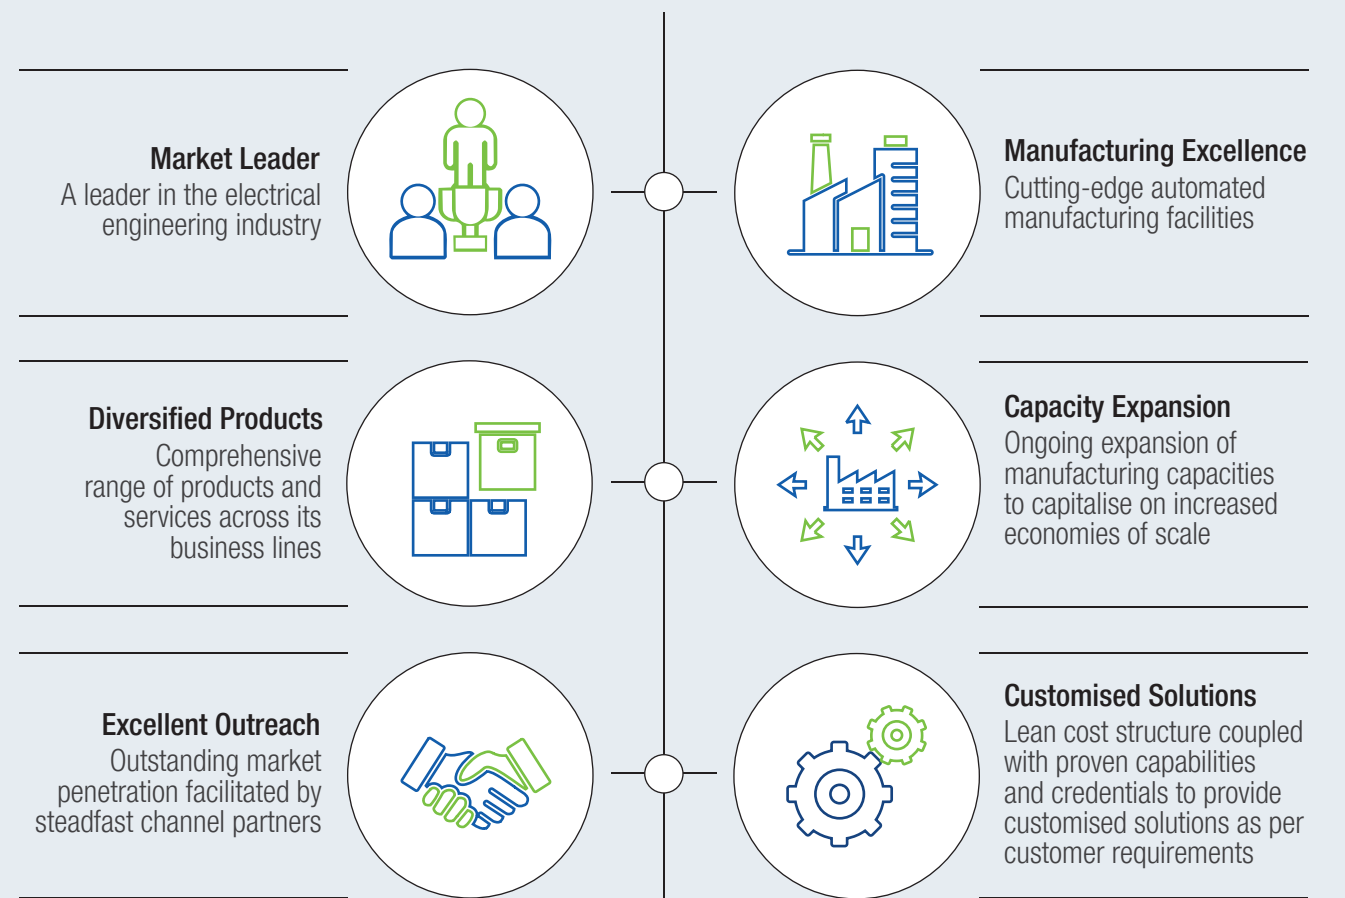 Market Leader
A leader in the electrical
engineering industry
Manufacturing Excellence
Cutting-edge automated
manufacturing facilities
Diversified Products
Comprehensive
range of products and
services across its
business lines
Capacity Expansion
Ongoing expansion of
manufacturing capacities
to capitalise on increased
economies of scale
Excellent Outreach
Outstanding market
penetration facilitated by
steadfast channel partners
Customised Solutions
Lean cost structure coupled
with proven capabilities
and credentials to provide
customised solutions as per
customer requirements